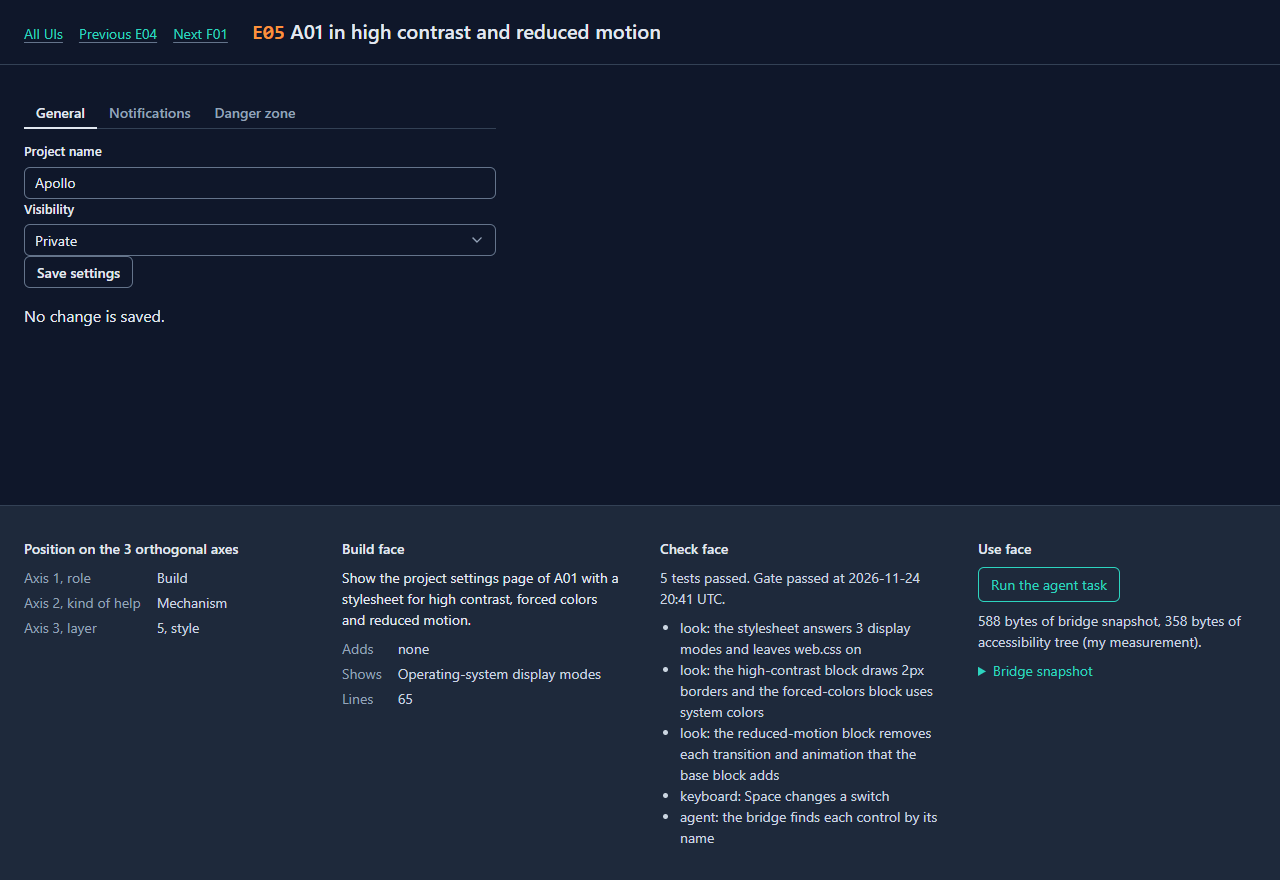 All UIs Previous E04 Next F01 E05 A01 in high contrast and reduced motion
General Notifications Danger zone
Project name
Apollo
Visibility
Private
Save settings
No change is saved.
Position on the 3 orthogonal axes
Axis 1, role Build
Axis 2, kind of help Mechanism
Axis 3, layer 5, style
Build face
Show the project settings page of A01 with a
stylesheet for high contrast, forced colors
and reduced motion.
Adds none
Shows Operating-system display modes
Lines 65
Check face
5 tests passed. Gate passed at 2026-11-24
20:41 UTC.
look: the stylesheet answers 3 display
modes and leaves web.css on
look: the high-contrast block draws 2px
borders and the forced-colors block uses
system colors
look: the reduced-motion block removes
each transition and animation that the
base block adds
keyboard: Space changes a switch
agent: the bridge finds each control by its
name
Use face
Run the agent task
588 bytes of bridge snapshot, 358 bytes of
accessibility tree (my measurement).
Bridge snapshot